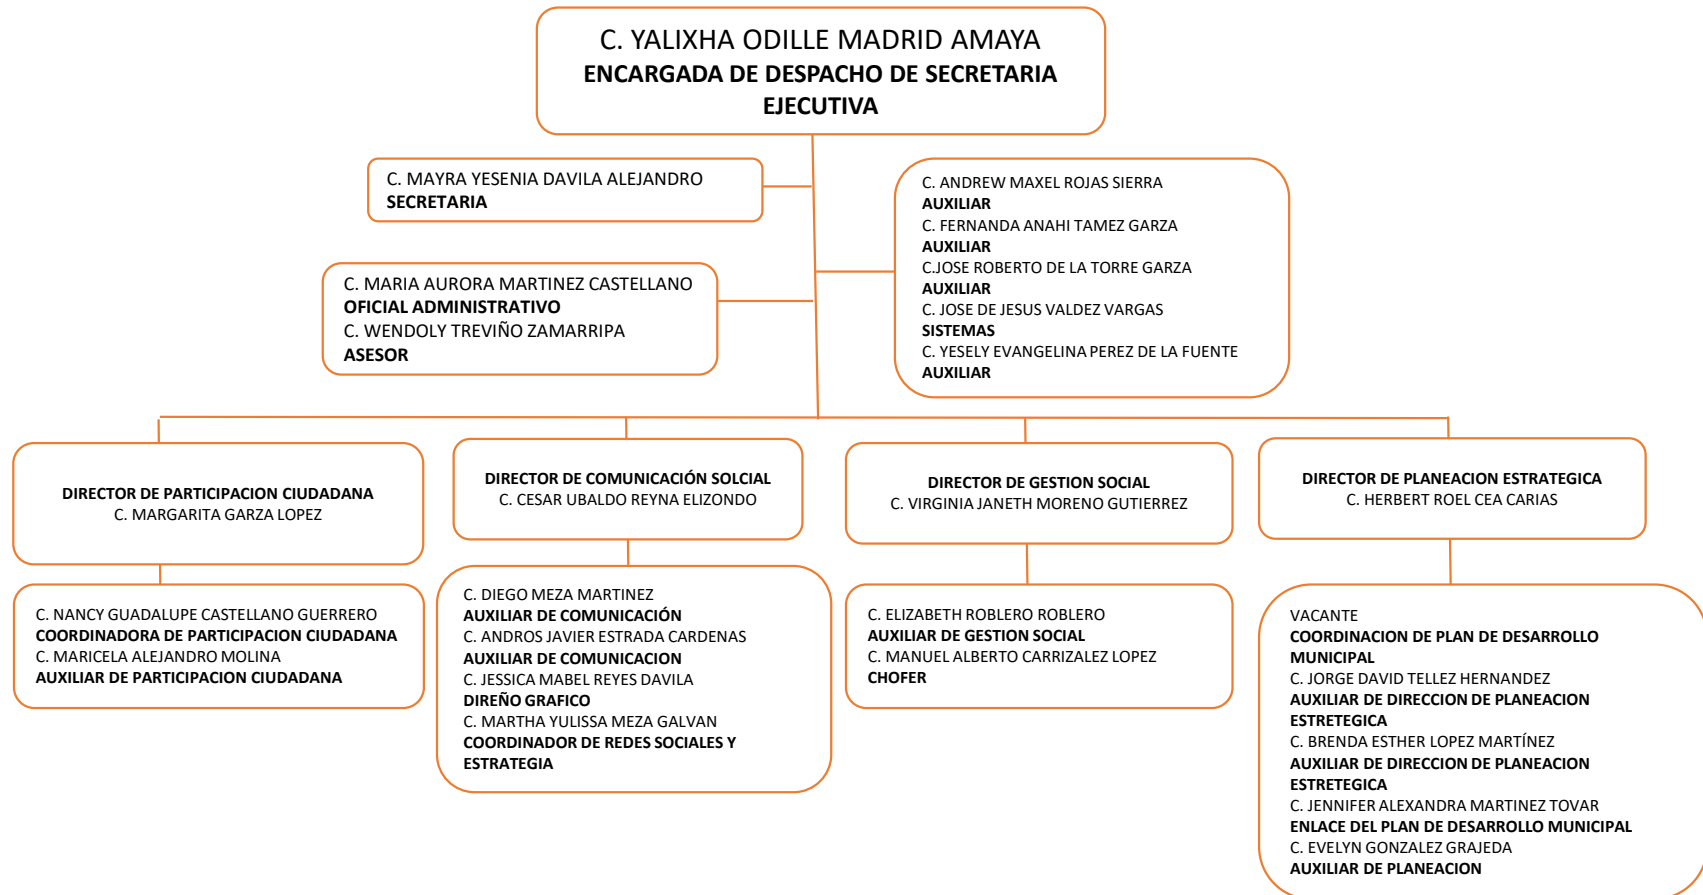 C. YALIXHA ODILLE MADRID AMAYA
ENCARGADA DE DESPACHO DE SECRETARIA
EJECUTIVA
C. MAYRA YESENIA DAVILA ALEJANDRO
SECRETARIA
C. MARIA AURORA MARTINEZ CASTELLANO
OFICIAL ADMINISTRATIVO
C. WENDOLY TREVIÑO ZAMARRIPA
ASESOR
C. ANDREW MAXEL ROJAS SIERRA
AUXILIAR
C. FERNANDA ANAHI TAMEZ GARZA
AUXILIAR
C.JOSE ROBERTO DE LA TORRE GARZA
AUXILIAR
C. JOSE DE JESUS VALDEZ VARGAS
SISTEMAS
C. YESELY EVANGELINA PEREZ DE LA FUENTE
AUXILIAR
DIRECTOR DE PARTICIPACION CIUDADANA
C. MARGARITA GARZA LOPEZ
DIRECTOR DE COMUNICACIÓN SOLCIAL
C. CESAR UBALDO REYNA ELIZONDO
DIRECTOR DE GESTION SOCIAL
C. VIRGINIA JANETH MORENO GUTIERREZ
DIRECTOR DE PLANEACION ESTRATEGICA
C. HERBERT ROEL CEA CARIAS
C. NANCY GUADALUPE CASTELLANO GUERRERO
COORDINADORA DE PARTICIPACION CIUDADANA
C. MARICELA ALEJANDRO MOLINA
AUXILIAR DE PARTICIPACION CIUDADANA
C. DIEGO MEZA MARTINEZ
AUXILIAR DE COMUNICACIÓN
C. ANDROS JAVIER ESTRADA CARDENAS
AUXILIAR DE COMUNICACION
C. JESSICA MABEL REYES DAVILA
DIREÑO GRAFICO
C. MARTHA YULISSA MEZA GALVAN
COORDINADOR DE REDES SOCIALES Y
ESTRATEGIA
C. ELIZABETH ROBLERO ROBLERO
AUXILIAR DE GESTION SOCIAL
C. MANUEL ALBERTO CARRIZALEZ LOPEZ
CHOFER
VACANTE
COORDINACION DE PLAN DE DESARROLLO
MUNICIPAL
C. JORGE DAVID TELLEZ HERNANDEZ
AUXILIAR DE DIRECCION DE PLANEACION
ESTRETEGICA
C. BRENDA ESTHER LOPEZ MARTÍNEZ
AUXILIAR DE DIRECCION DE PLANEACION
ESTRETEGICA
C. JENNIFER ALEXANDRA MARTINEZ TOVAR
ENLACE DEL PLAN DE DESARROLLO MUNICIPAL
C. EVELYN GONZALEZ GRAJEDA
AUXILIAR DE PLANEACION